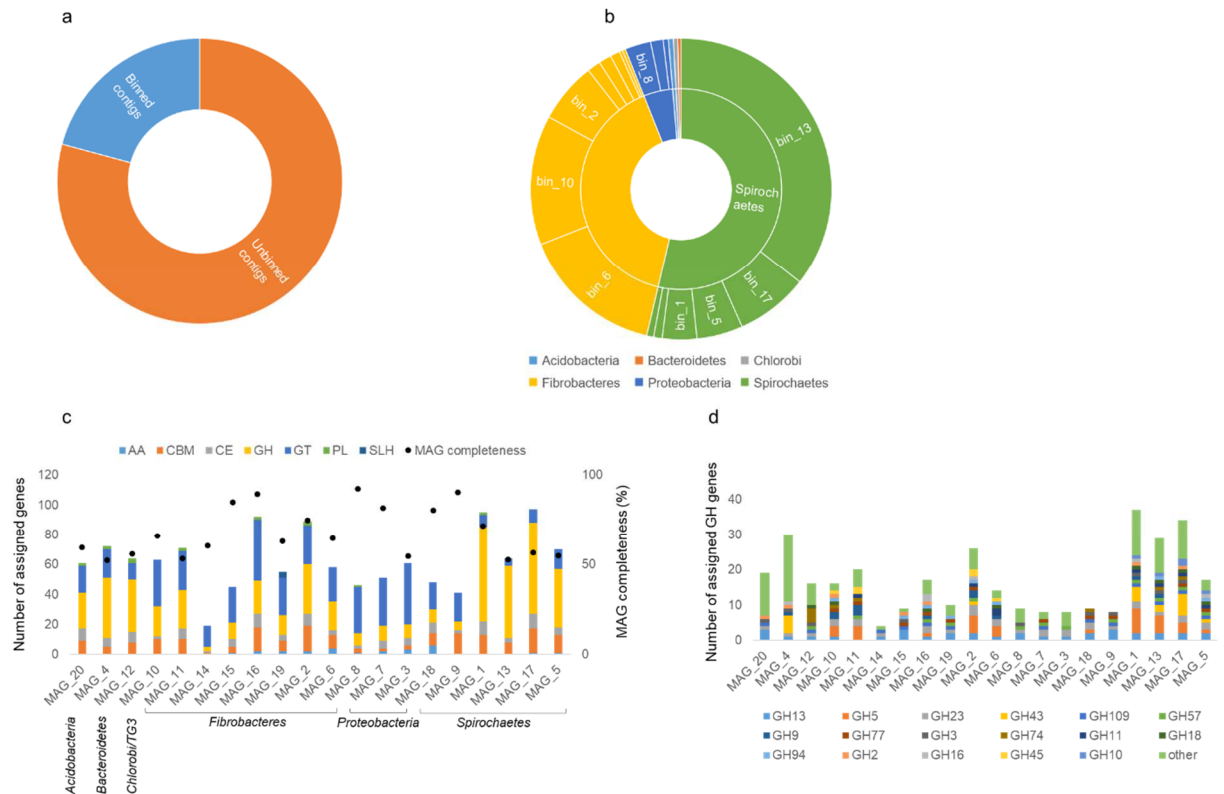 a
Binned
contigs
Unbinned
contigs
b
bin_8
bin_2
bin_10
bin_6
bin_13
Spiroch
aetes
bin_17
bin_5
bin_1
Acidobacteria Bacteroidetes Chlorobi
Fibrobacteres Proteobacteria Spirochaetes
c
AA CBM CE GH GT PL SLH MAG completeness
Number of assigned genes
120
100
80
60
40
20
0
100
50
0
MAG completeness (%)
MAG_20 MAG_4 MAG_12 MAG_10 MAG_11 MAG_14 MAG_15 MAG_16 MAG_19 MAG_2 MAG_6 MAG_8 MAG_7 MAG_3 MAG_18 MAG_9 MAG_1 MAG_13 MAG_17 MAG_5
Acidobacteria
Bacteroidetes
Chlorobi/TG3
Fibrobacteres Proteobacteria Spirochaetes
d
Number of assigned GH genes
40
30
20
10
0
MAG_20 MAG_4 MAG_12 MAG_10 MAG_11 MAG_14 MAG_15 MAG_16 MAG_19 MAG_2 MAG_6 MAG_8 MAG_7 MAG_3 MAG_18 MAG_9 MAG_1 MAG_13 MAG_17 MAG_5
GH13 GH5 GH23 GH43 GH109 GH57
GH9 GH77 GH3 GH74 GH11 GH18
GH94 GH2 GH16 GH45 GH10 other